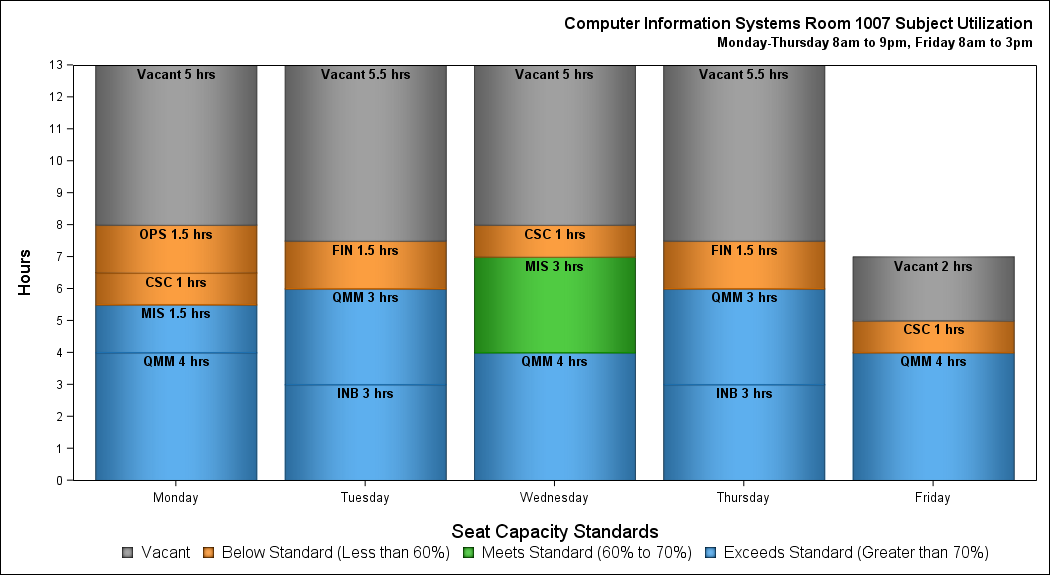 Computer Information Systems Room 1007 Subject Utilization
Monday-Thursday 8am to 9pm, Friday 8am to 3pm
Hours
13
12
11
10
9
8
7
6
5
4
3
2
1
0
Vacant 5 hrs
OPS 1.5 hrs
CSC 1 hrs
MIS 1.5 hrs
QMM 4 hrs
Vacant 5.5 hrs
FIN 1.5 hrs
QMM 3 hrs
INB 3 hrs
Vacant 5 hrs
CSC 1 hrs
MIS 3 hrs
QMM 4 hrs
Vacant 5.5 hrs
FIN 1.5 hrs
QMM 3 hrs
INB 3 hrs
Vacant 2 hrs
CSC 1 hrs
QMM 4 hrs
Monday Tuesday Wednesday Thursday Friday
Seat Capacity Standards
Vacant Below Standard (Less than 60%) Meets Standard (60% to 70%) Exceeds Standard (Greater than 70%)